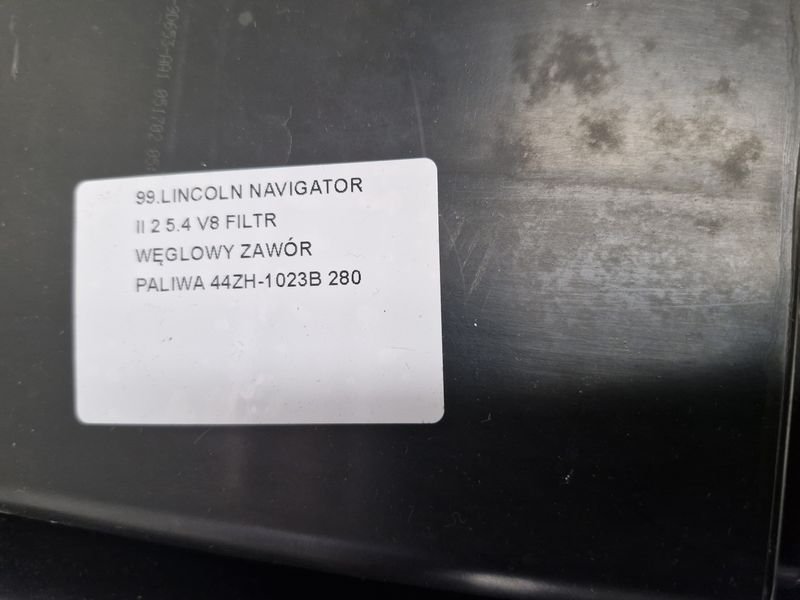 99.LINCOLN NAVIGATOR
II 2 5.4 V8 FILTR
WĘGLOWY ZAWÓR
PALIWA 44ZH-1023B 280